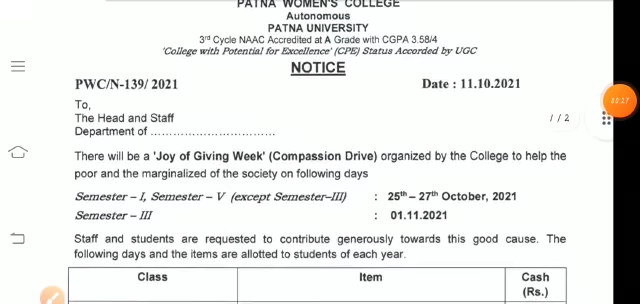 PATNA WOMEN'S COLLEGE
Autonomous
PATNA UNIVERSITY
3rd Cycle NAAC Accredited at A Grade with CGPA 3.58/4
'College with Potential for Excellence' (CPE) Status Accorded by UGC
NOTICE
PWC/N-139/ 2021 Date : 11.10.2021
To,
The Head and Staff
Department of ................................
There will be a 'Joy of Giving Week' (Compassion Drive) organized by the College to help the
poor and the marginalized of the society on following days
Semester – I, Semester – V (except Semester–III) : 25th – 27th October, 2021
Semester – III : 01.11.2021
Staff and students are requested to contribute generously towards this good cause. The
following days and the items are allotted to students of each year.
Class Item Cash
(Rs.)
1 / 2